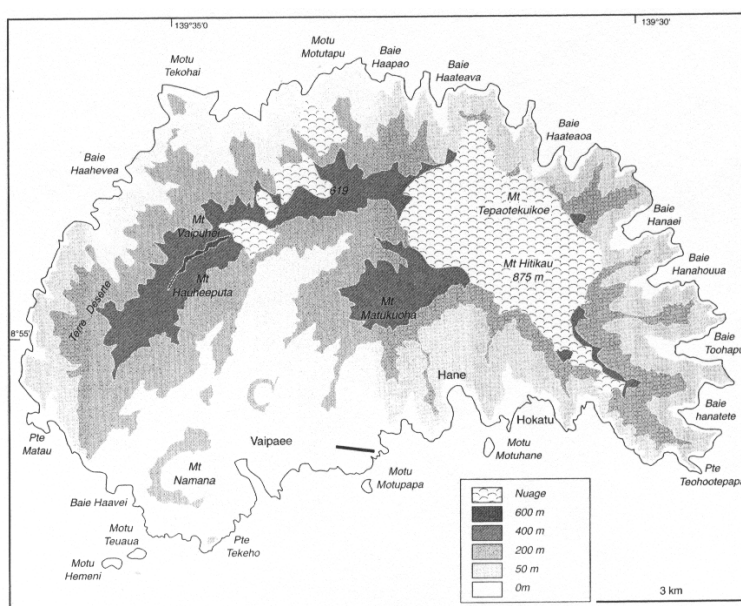 139°35'0
139°30'
Motu
Tekohai
Motu
Motutapu
Baie
Haapao
Baie
Haateava
Baie
Haateaoa
Baie
Haahevea
Baie
Hanaei
Baie
Hanahouua
Baie
Toohapu
Baie
hanatete
Pte
Teohootepapa
619
Mt
Tepaotekuikoe
Mt Hitikau
875 m
Mt
Vaipuhei
Mt
Hauheeputa
Mt
Matukuoha
Terre Deserte
8°55'
Pte
Matau
Hane
Hokatu
Vaipaee
Motu
Motuhane
Motu
Motupapa
Mt
Namana
Baie Haavei
Motu
Teuaua
Motu
Hemeni
Pte
Tekeho
Nuage
600 m
400 m
200 m
50 m
0m
3 km